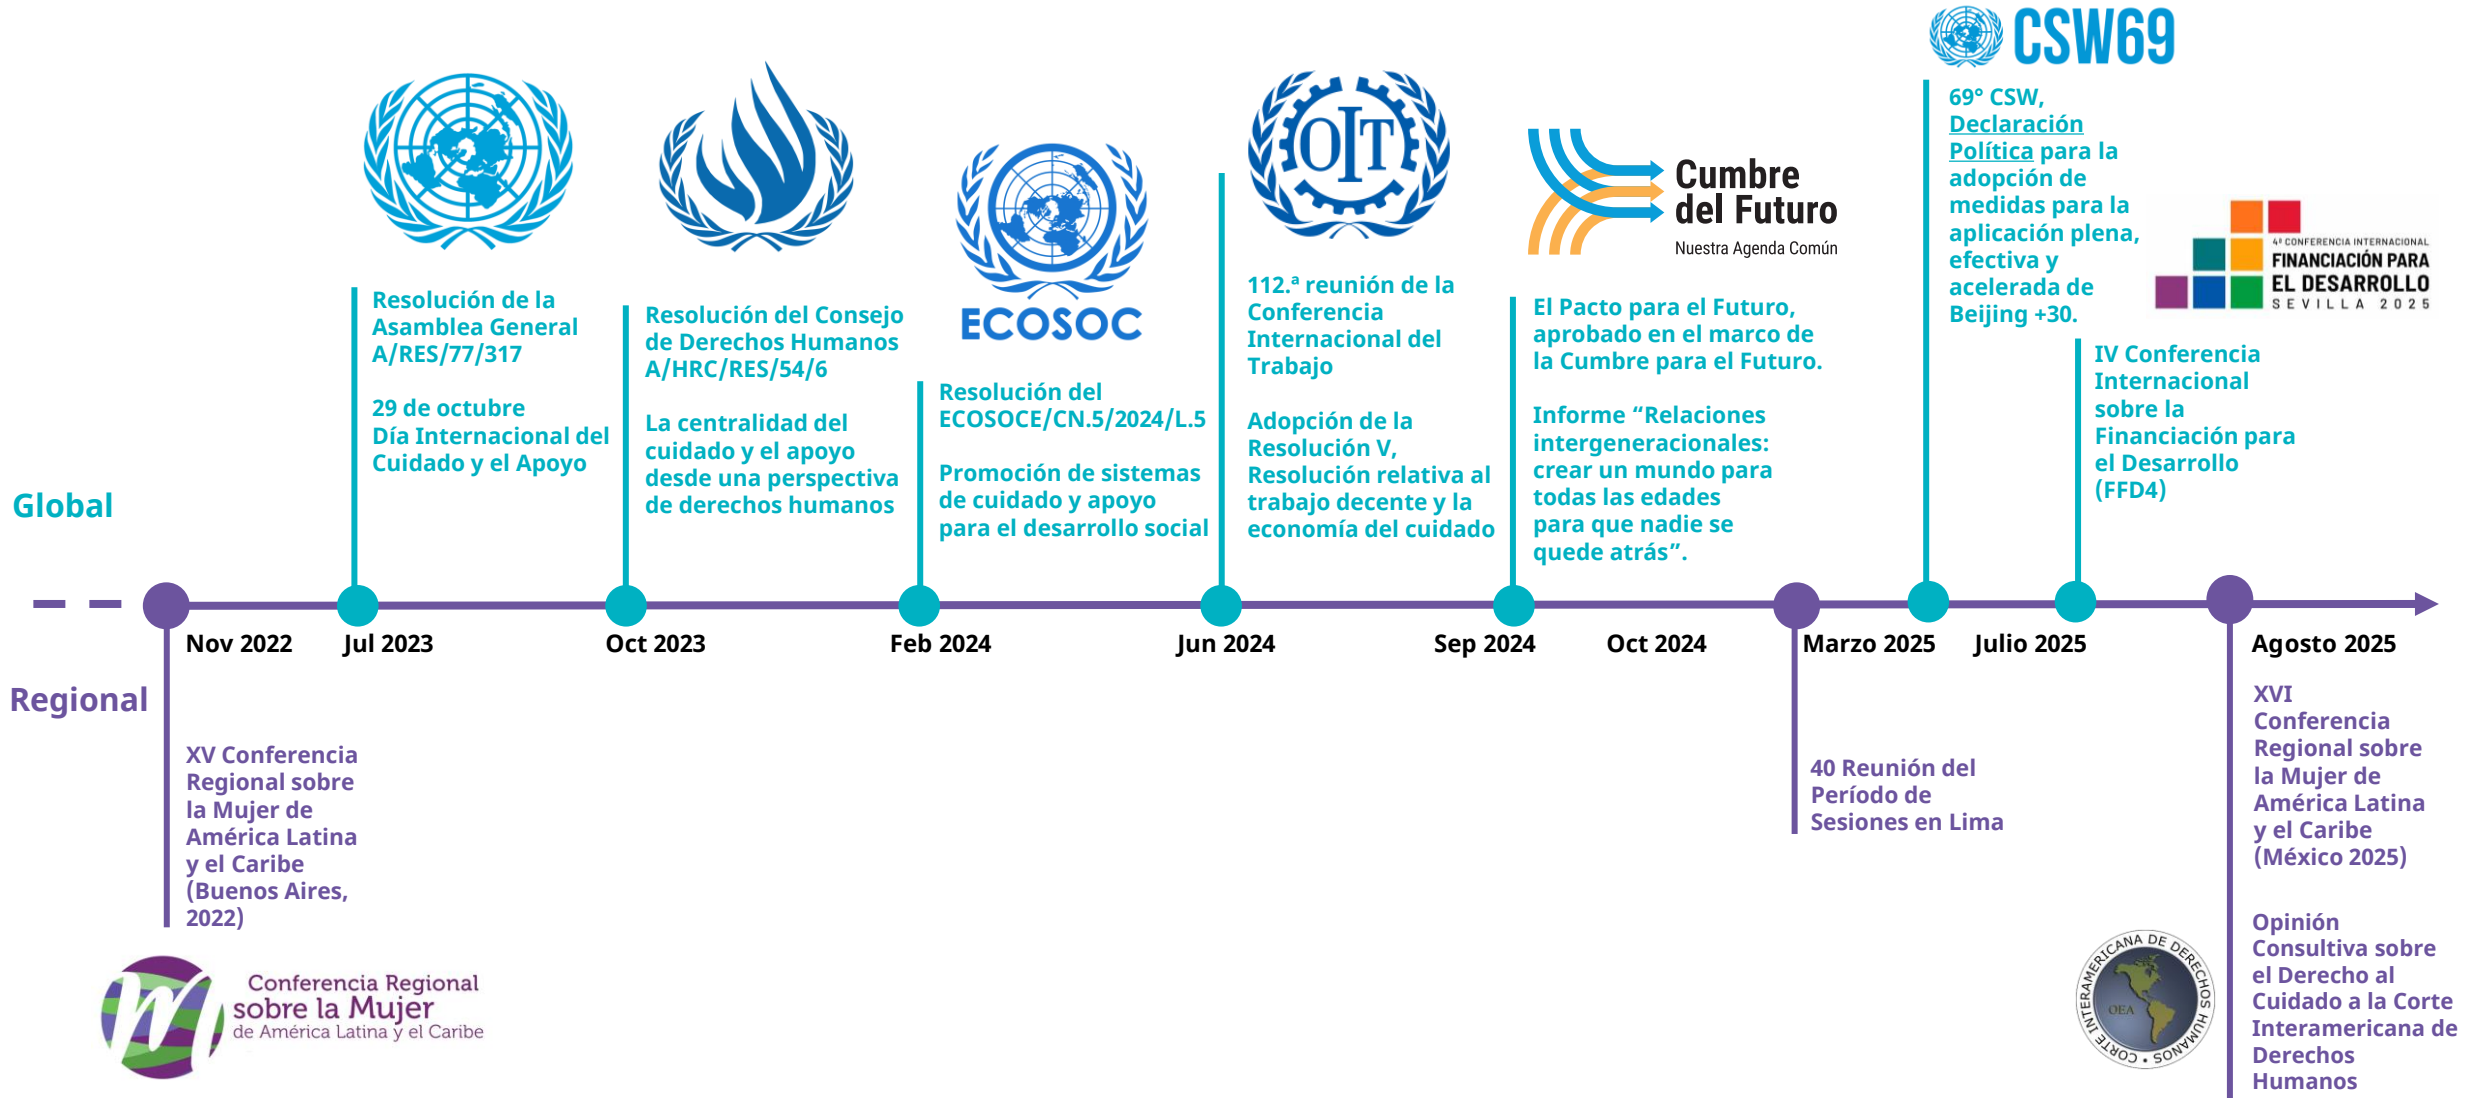 CSW69
69° CSW,
Declaración
Política para la
adopción de
medidas para la
aplicación plena,
efectiva y
acelerada de
Beijing +30.
OIT
Cumbre
del Futuro
Nuestra Agenda Común
4ª CONFERENCIA INTERNACIONAL
FINANCIACIÓN PARA
EL DESARROLLO
SEVILLA 2025
ECOSOC
Resolución de la
Asamblea General
A/RES/77/317
29 de octubre
Día Internacional del
Cuidado y el Apoyo
Resolución del Consejo
de Derechos Humanos
A/HRC/RES/54/6
La centralidad del
cuidado y el apoyo
desde una perspectiva
de derechos humanos
Resolución del
ECOSOCE/CN.5/2024/L.5
Promoción de sistemas
de cuidado y apoyo
para el desarrollo social
112.ª reunión de la
Conferencia
Internacional del
Trabajo
Adopción de la
Resolución V,
Resolución relativa al
trabajo decente y la
economía del cuidado
El Pacto para el Futuro,
aprobado en el marco de
la Cumbre para el Futuro.
Informe “Relaciones
intergeneracionales:
crear un mundo para
todas las edades
para que nadie se
quede atrás”.
IV Conferencia
Internacional
sobre la
Financiación para
el Desarrollo
(FFD4)
Global
Nov 2022
Jul 2023
Oct 2023
Feb 2024
Jun 2024
Sep 2024
Oct 2024
Marzo 2025
Julio 2025
Agosto 2025
Regional
XV Conferencia
Regional sobre
la Mujer de
América Latina
y el Caribe
(Buenos Aires,
2022)
Conferencia Regional
sobre la Mujer
de América Latina y el Caribe
40 Reunión del
Período de
Sesiones en Lima
XVI
Conferencia
Regional sobre
la Mujer de
América Latina
y el Caribe
(México 2025)
CORTE INTERAMERICANA DE DERECHOS HUMANOS
OEA
Opinión
Consultiva sobre
el Derecho al
Cuidado a la Corte
Interamericana de
Derechos
Humanos